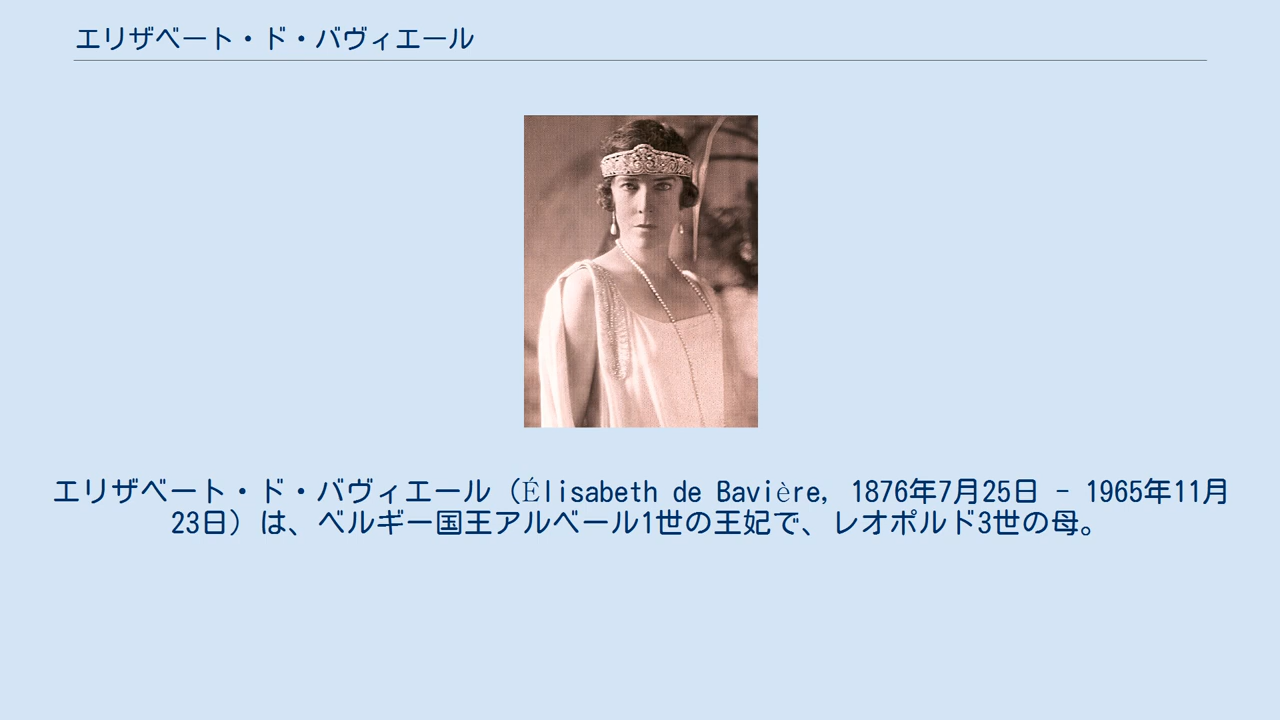 エリザベート・ド・バヴィエール
エリザベート・ド・バヴィエール（Élisabeth de Bavière, 1876年7月25日 - 1965年11月
23日）は、ベルギー国王アルベール1世の王妃で、レオポルド3世の母。